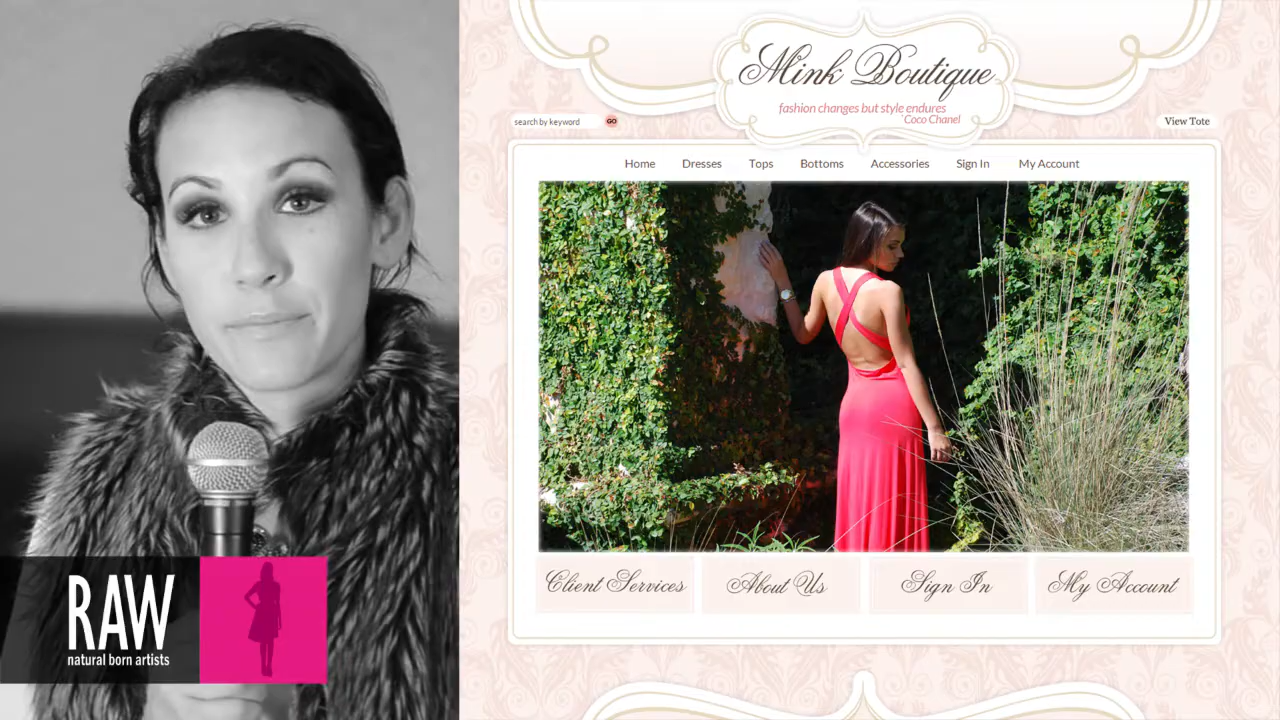 Mink Boutique
fashion changes but style endures
`Coco Chanel
search by keyword
GO
View Tote
Home Dresses Tops Bottoms Accessories Sign In My Account
Client Services
About Us
Sign In
My Account
RAW
natural born artists